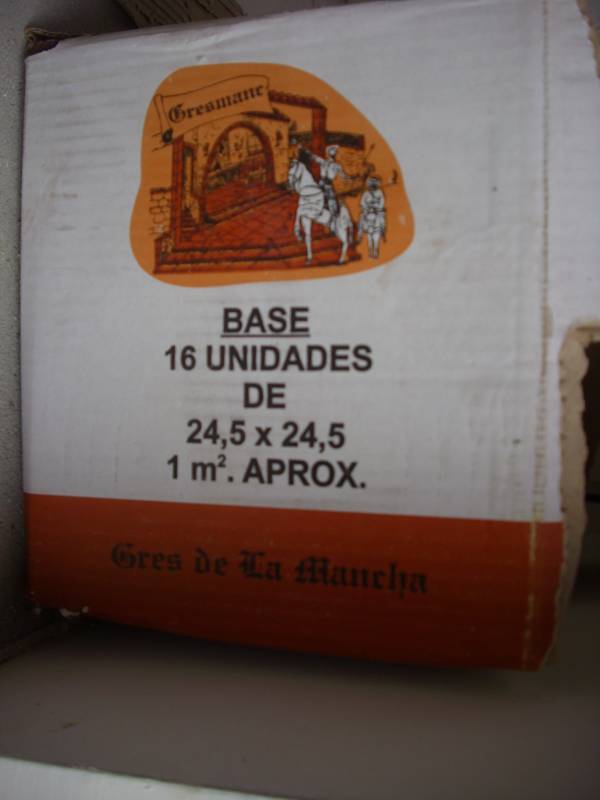 Gresmanc
BASE
16 UNIDADES
DE
24,5 x 24,5
1 m². APROX.
Gres de La Mancha